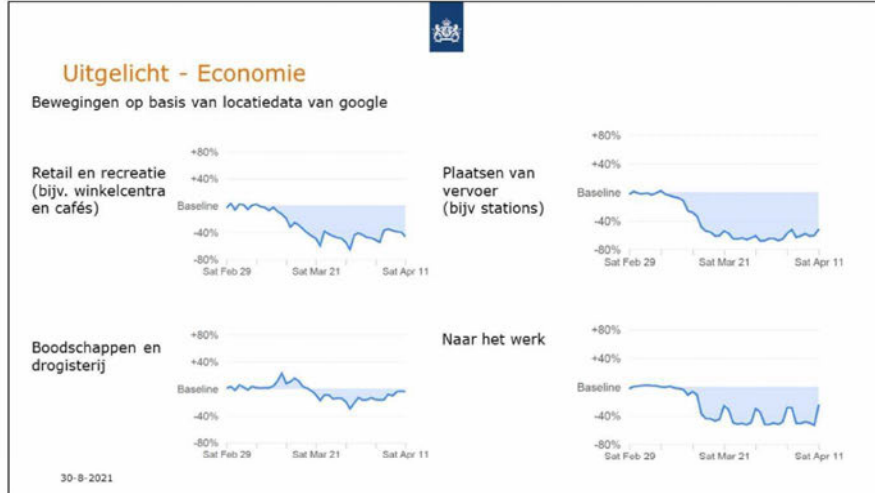 Uitgelicht - Economie
Bewegingen op basis van locatiedata van google
Retail en recreatie
(bijv. winkelcentra
en cafés)
+80%
+40%
Baseline
-40%
-80%
Sat Feb 29
Sat Mar 21
Sat Apr 11
Plaatsen van
vervoer
(bijv stations)
+80%
+40%
Baseline
-40%
-80%
Sat Feb 29
Sat Mar 21
Sat Apr 11
Boodschappen en
drogisterij
+80%
+40%
Baseline
-40%
-80%
Sat Feb 29
Sat Mar 21
Sat Apr 11
Naar het werk
+80%
+40%
Baseline
-40%
-80%
Sat Feb 29
Sat Mar 21
Sat Apr 11
30-8-2021